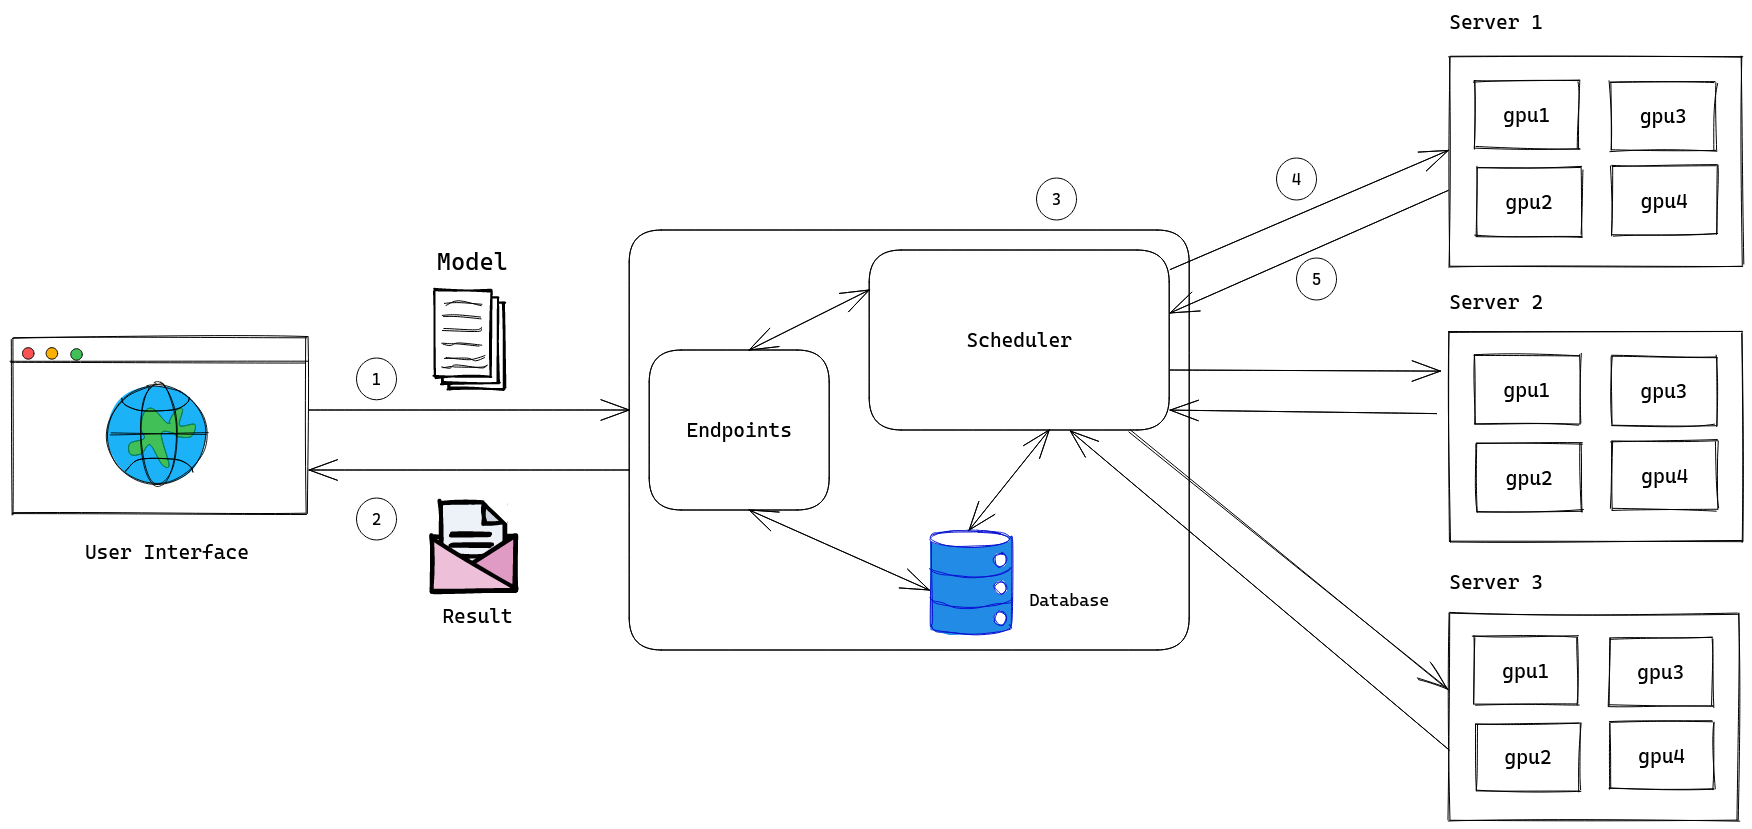 Model
1
User Interface
2
Result
3
Endpoints
Scheduler
Database
4
5
Server 1
gpu1
gpu3
gpu2
gpu4
Server 2
gpu1
gpu3
gpu2
gpu4
Server 3
gpu1
gpu3
gpu2
gpu4